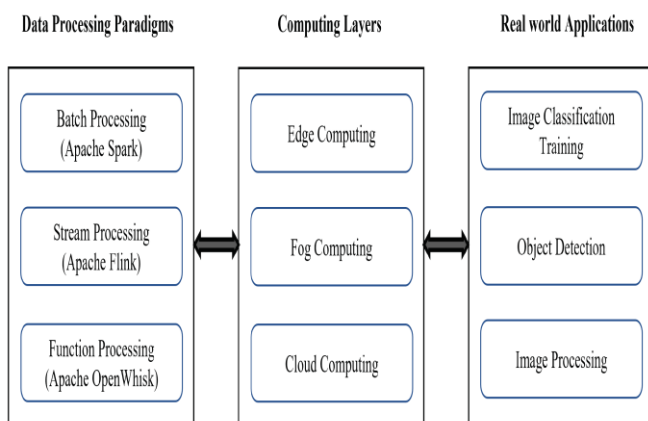 Data Processing Paradigms
Batch Processing
(Apache Spark)
Stream Processing
(Apache Flink)
Function Processing
(Apache OpenWhisk)
Computing Layers
Edge Computing
Fog Computing
Cloud Computing
Real world Applications
Image Classification
Training
Object Detection
Image Processing